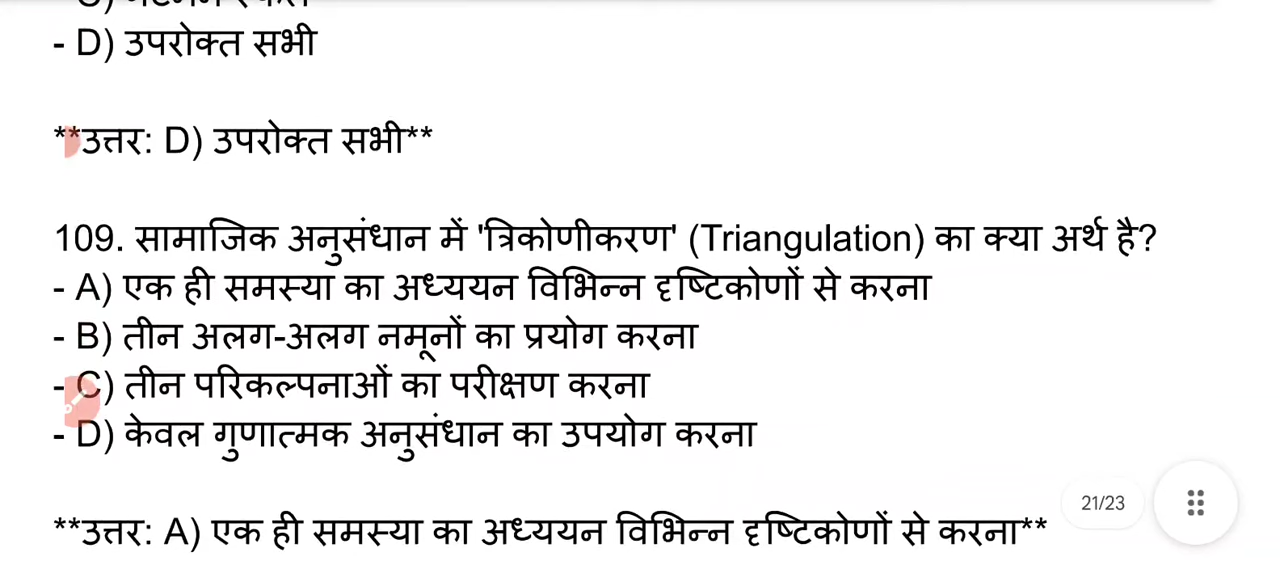 - D) उपरोक्त सभी
**उत्तर: D) उपरोक्त सभी**
109. सामाजिक अनुसंधान में 'त्रिकोणीकरण' (Triangulation) का क्या अर्थ है?
- A) एक ही समस्या का अध्ययन विभिन्न दृष्टिकोणों से करना
- B) तीन अलग-अलग नमूनों का प्रयोग करना
- C) तीन परिकल्पनाओं का परीक्षण करना
- D) केवल गुणात्मक अनुसंधान का उपयोग करना
21/23
**उत्तर: A) एक ही समस्या का अध्ययन विभिन्न दृष्टिकोणों से करना**